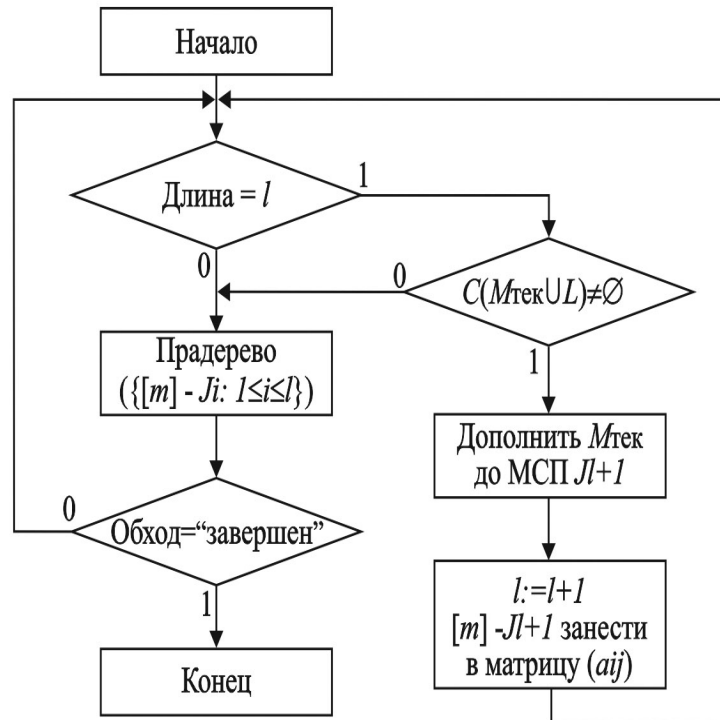 Начало
Длина = l
1
0
0
C(Mтек∪L)≠∅
1
Прадерево
({[m] - Ji: 1≤i≤l})
Дополнить Mтек
до МСП Jl+1
0
Обход=“завершен”
1
l:=l+1
[m] -Jl+1 занести
в матрицу (aij)
Конец